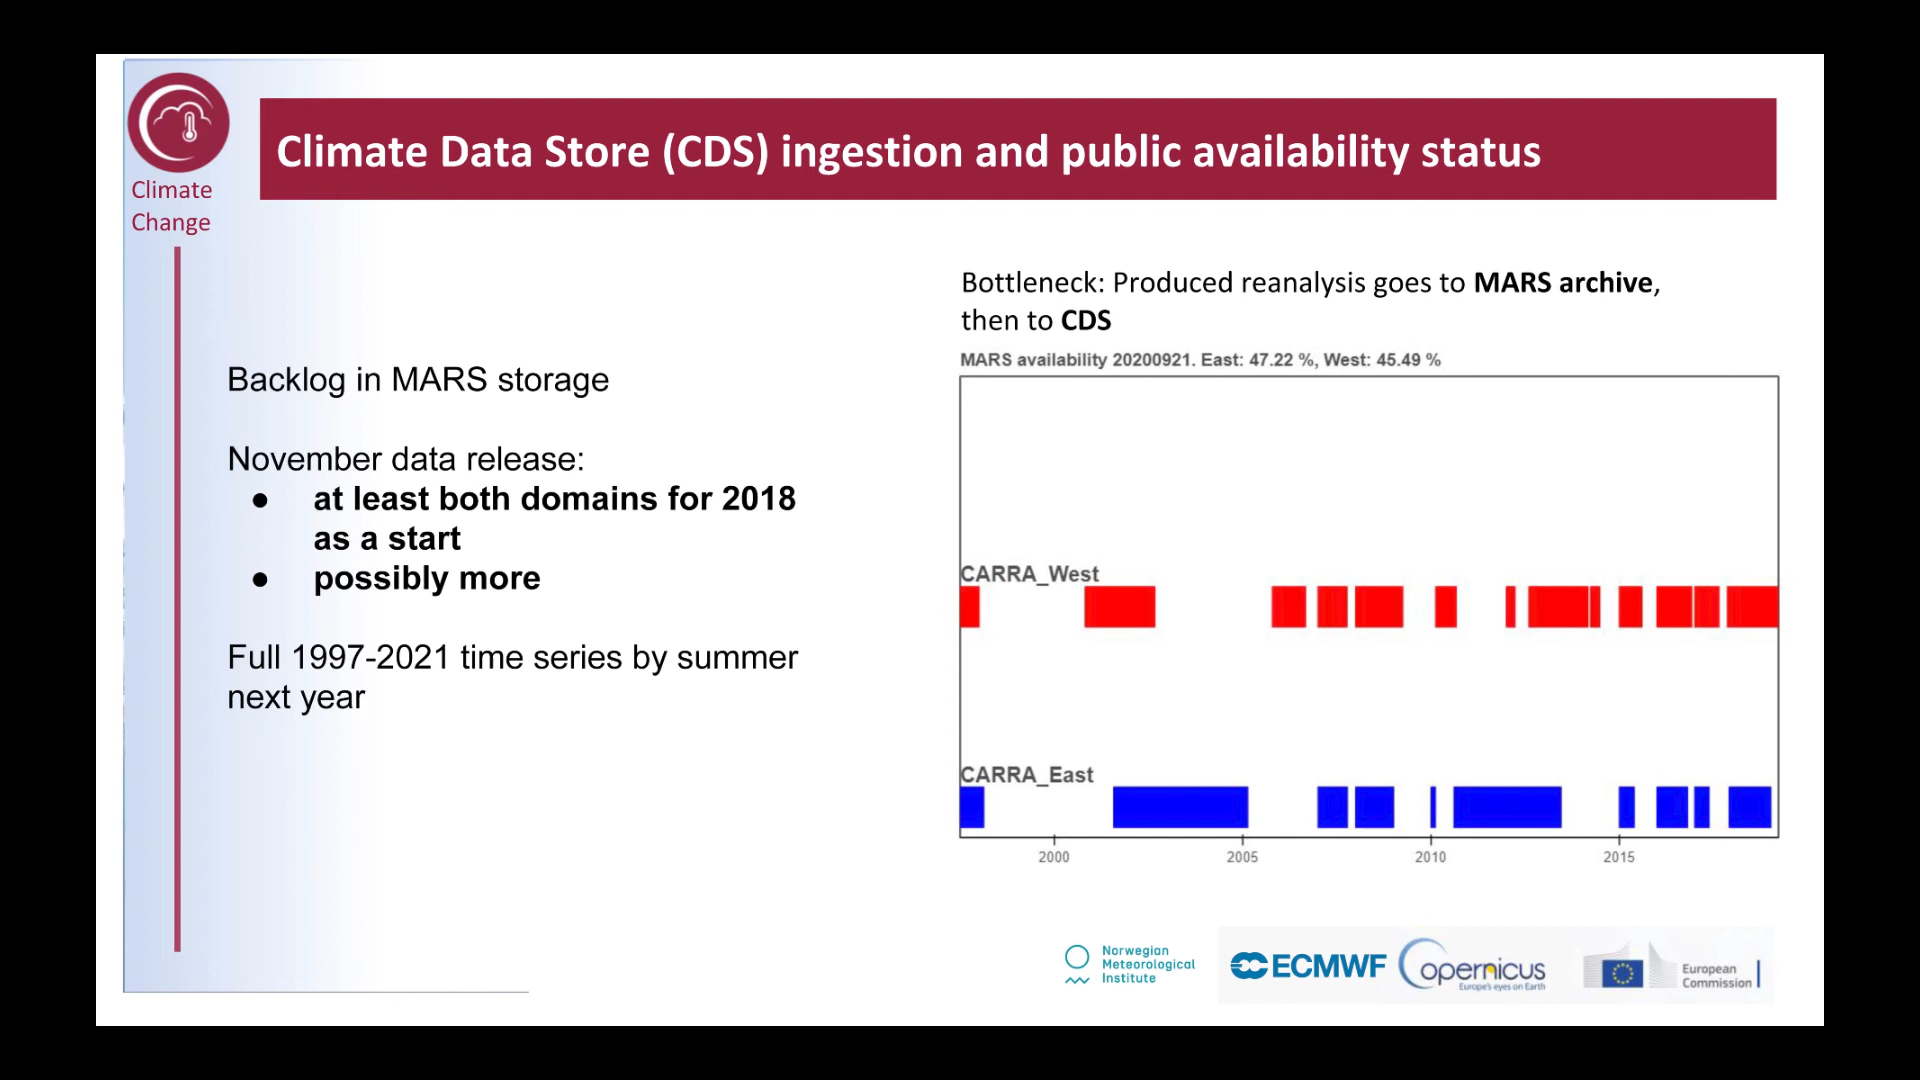 Climate
Change
Climate Data Store (CDS) ingestion and public availability status
Backlog in MARS storage
November data release:
● at least both domains for 2018
as a start
● possibly more
Full 1997-2021 time series by summer
next year
Bottleneck: Produced reanalysis goes to MARS archive,
then to CDS
MARS availability 20200921. East: 47.22 %, West: 45.49 %
CARRA_West
CARRA_East
2000 2005 2010 2015
Norwegian
Meteorological
Institute
ECMWF
Copernicus
Europe's eyes on Earth
European
Commission